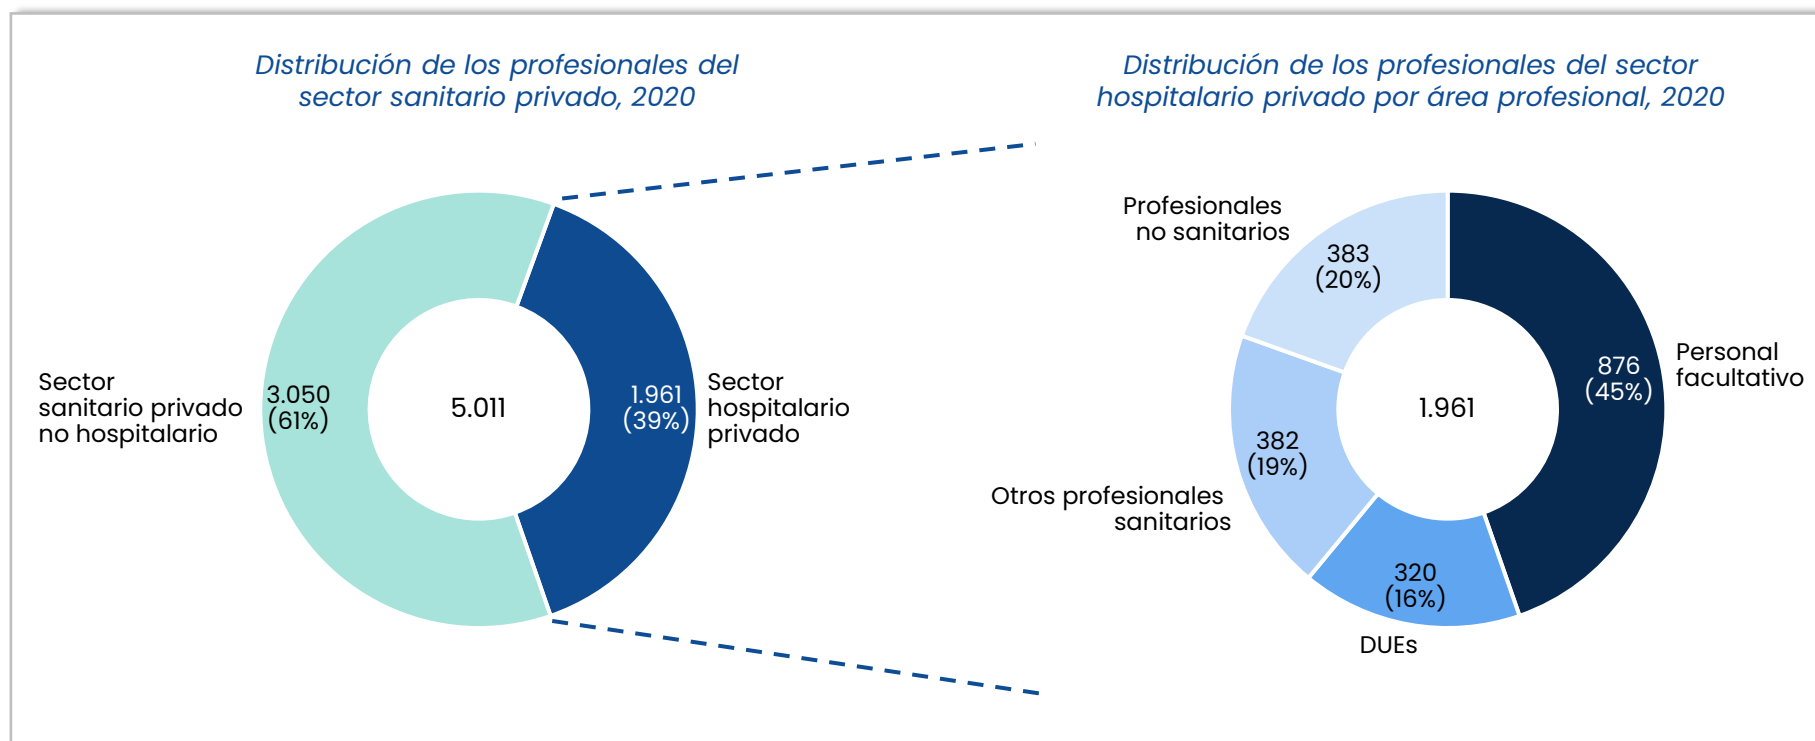 Distribución de los profesionales del
sector sanitario privado, 2020
Sector
sanitario privado
no hospitalario
3.050
(61%)
5.011
1.961
(39%)
Sector
hospitalario
privado
Distribución de los profesionales del sector
hospitalario privado por área profesional, 2020
Profesionales
no sanitarios
383
(20%)
876
(45%)
Personal
facultativo
1.961
382
(19%)
Otros profesionales
sanitarios
320
(16%)
DUEs